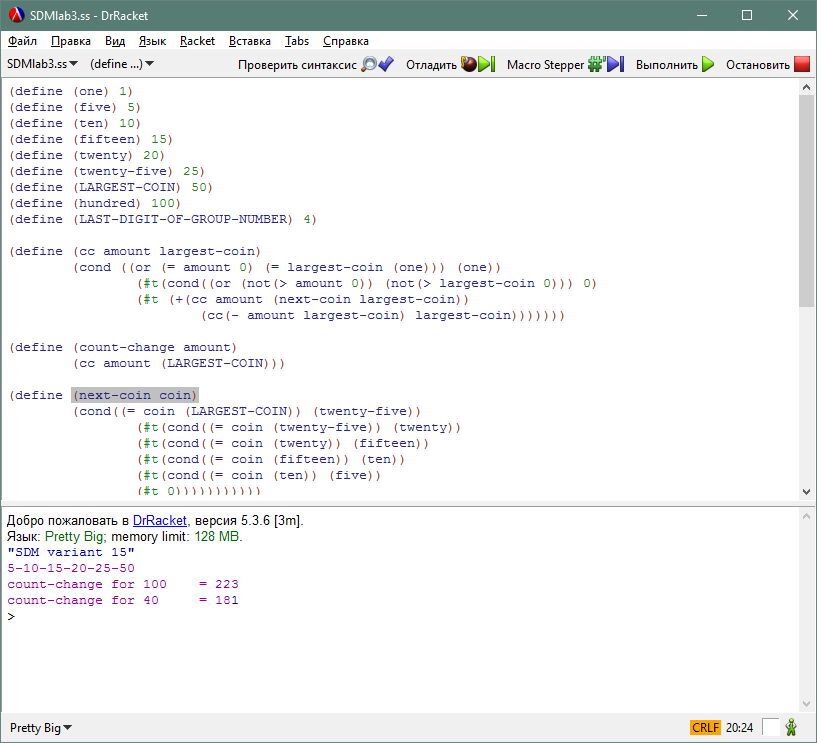 SDMlab3.ss - DrRacket
Файл Правка Вид Язык Racket Вставка Tabs Справка
SDMlab3.ss (define ...) Проверить синтаксис Отладить Macro Stepper Выполнить Остановить
(define (one) 1)
(define (five) 5)
(define (ten) 10)
(define (fifteen) 15)
(define (twenty) 20)
(define (twenty-five) 25)
(define (LARGEST-COIN) 50)
(define (hundred) 100)
(define (LAST-DIGIT-OF-GROUP-NUMBER) 4)
(define (cc amount largest-coin)
(cond ((or (= amount 0) (= largest-coin (one))) (one))
(#t(cond((or (not(> amount 0)) (not(> largest-coin 0))) 0)
(#t (+(cc amount (next-coin largest-coin))
(cc(- amount largest-coin) largest-coin)))))))
(define (count-change amount)
(cc amount (LARGEST-COIN)))
(define (next-coin coin)
(cond((= coin (LARGEST-COIN)) (twenty-five))
(#t(cond((= coin (twenty-five)) (twenty))
(#t(cond((= coin (twenty)) (fifteen))
(#t(cond((= coin (fifteen)) (ten))
(#t(cond((= coin (ten)) (five))
(#t 0)))))))))))
Добро пожаловать в DrRacket, версия 5.3.6 [3m].
Язык: Pretty Big; memory limit: 128 MB.
"SDM variant 15"
5-10-15-20-25-50
count-change for 100    = 223
count-change for 40     = 181
>
Pretty Big CRLF 20:24